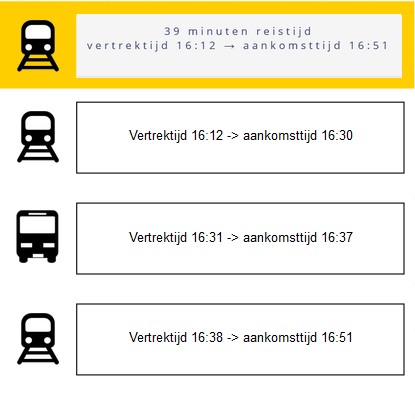 39 minuten reistijd
vertrektijd 16:12 → aankomsttijd 16:51
Vertrektijd 16:12 -> aankomsttijd 16:30
Vertrektijd 16:31 -> aankomsttijd 16:37
Vertrektijd 16:38 -> aankomsttijd 16:51